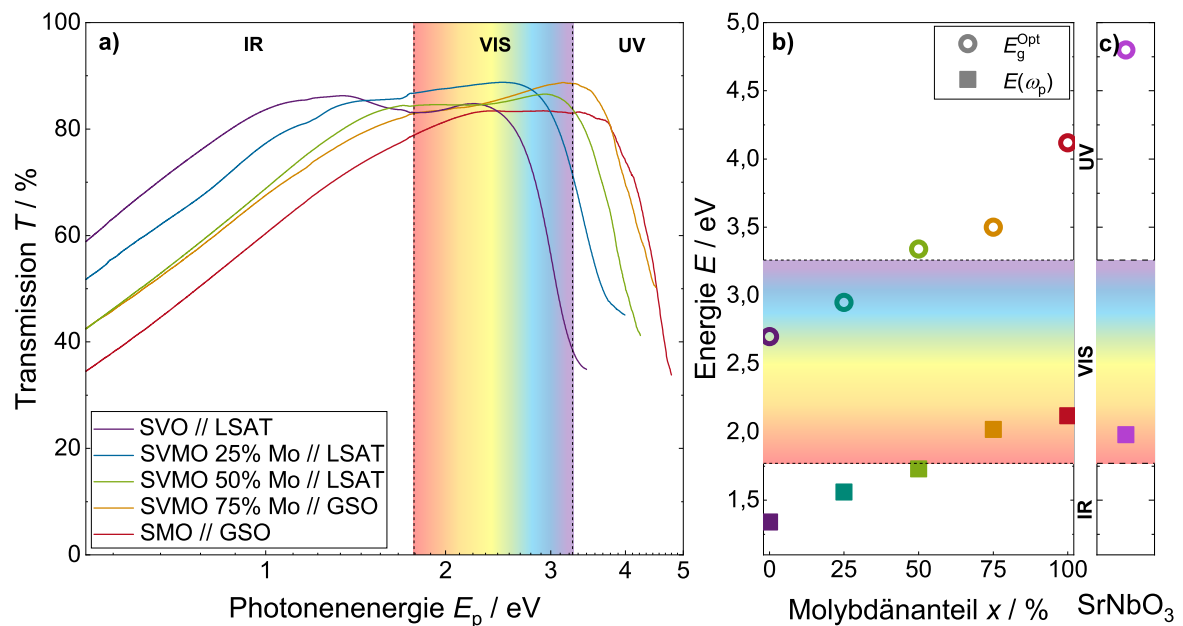 a)
IR
VIS
UV
100
80
60
40
20
0
Transmission T / %
SVO // LSAT
SVMO 25% Mo // LSAT
SVMO 50% Mo // LSAT
SVMO 75% Mo // GSO
SMO // GSO
1
2
3
4
5
Photonenenergie Eₚ / eV
b)
E_g^Opt
E(ωₚ)
5,0
4,5
4,0
3,5
3,0
2,5
2,0
1,5
Energie E / eV
0
25
50
75
100
Molybdänanteil x / %
UV
VIS
IR
c)
SrNbO₃